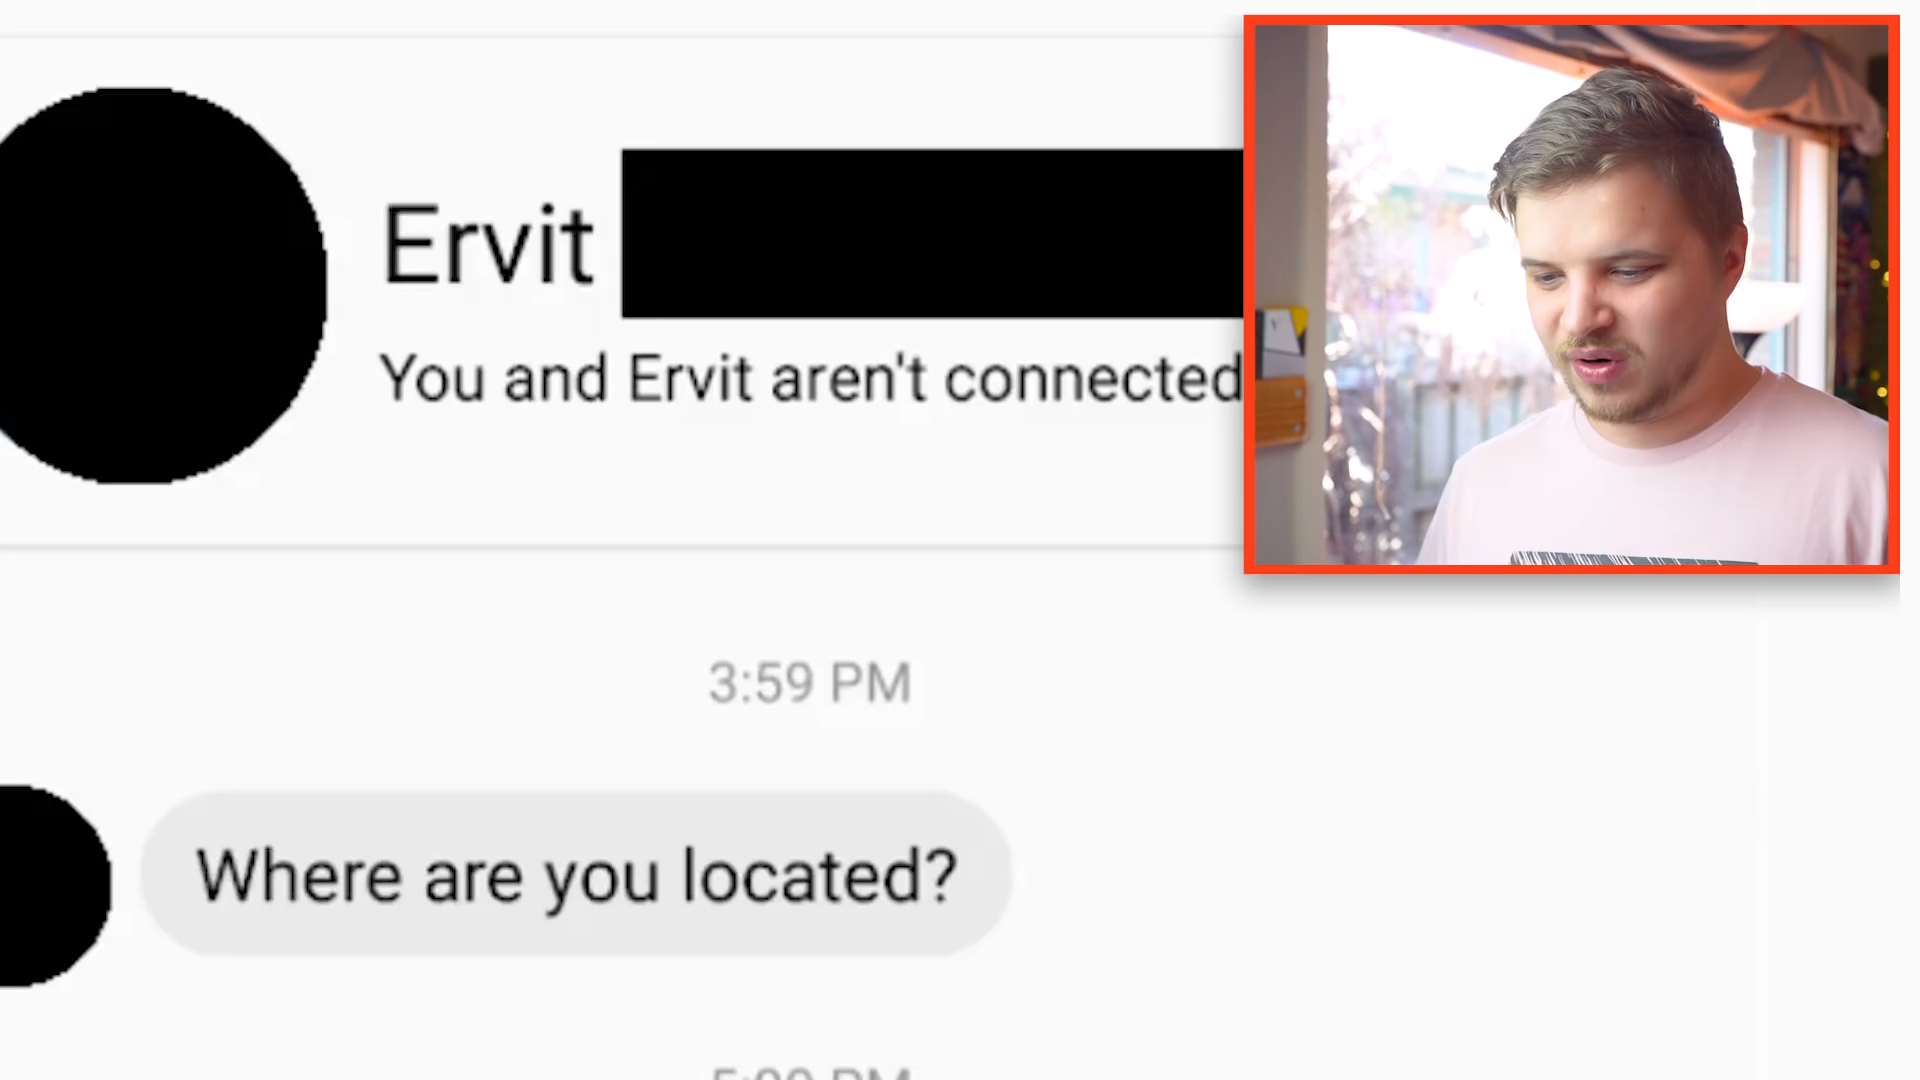 Ervit
You and Ervit aren't connected
3:59 PM
Where are you located?